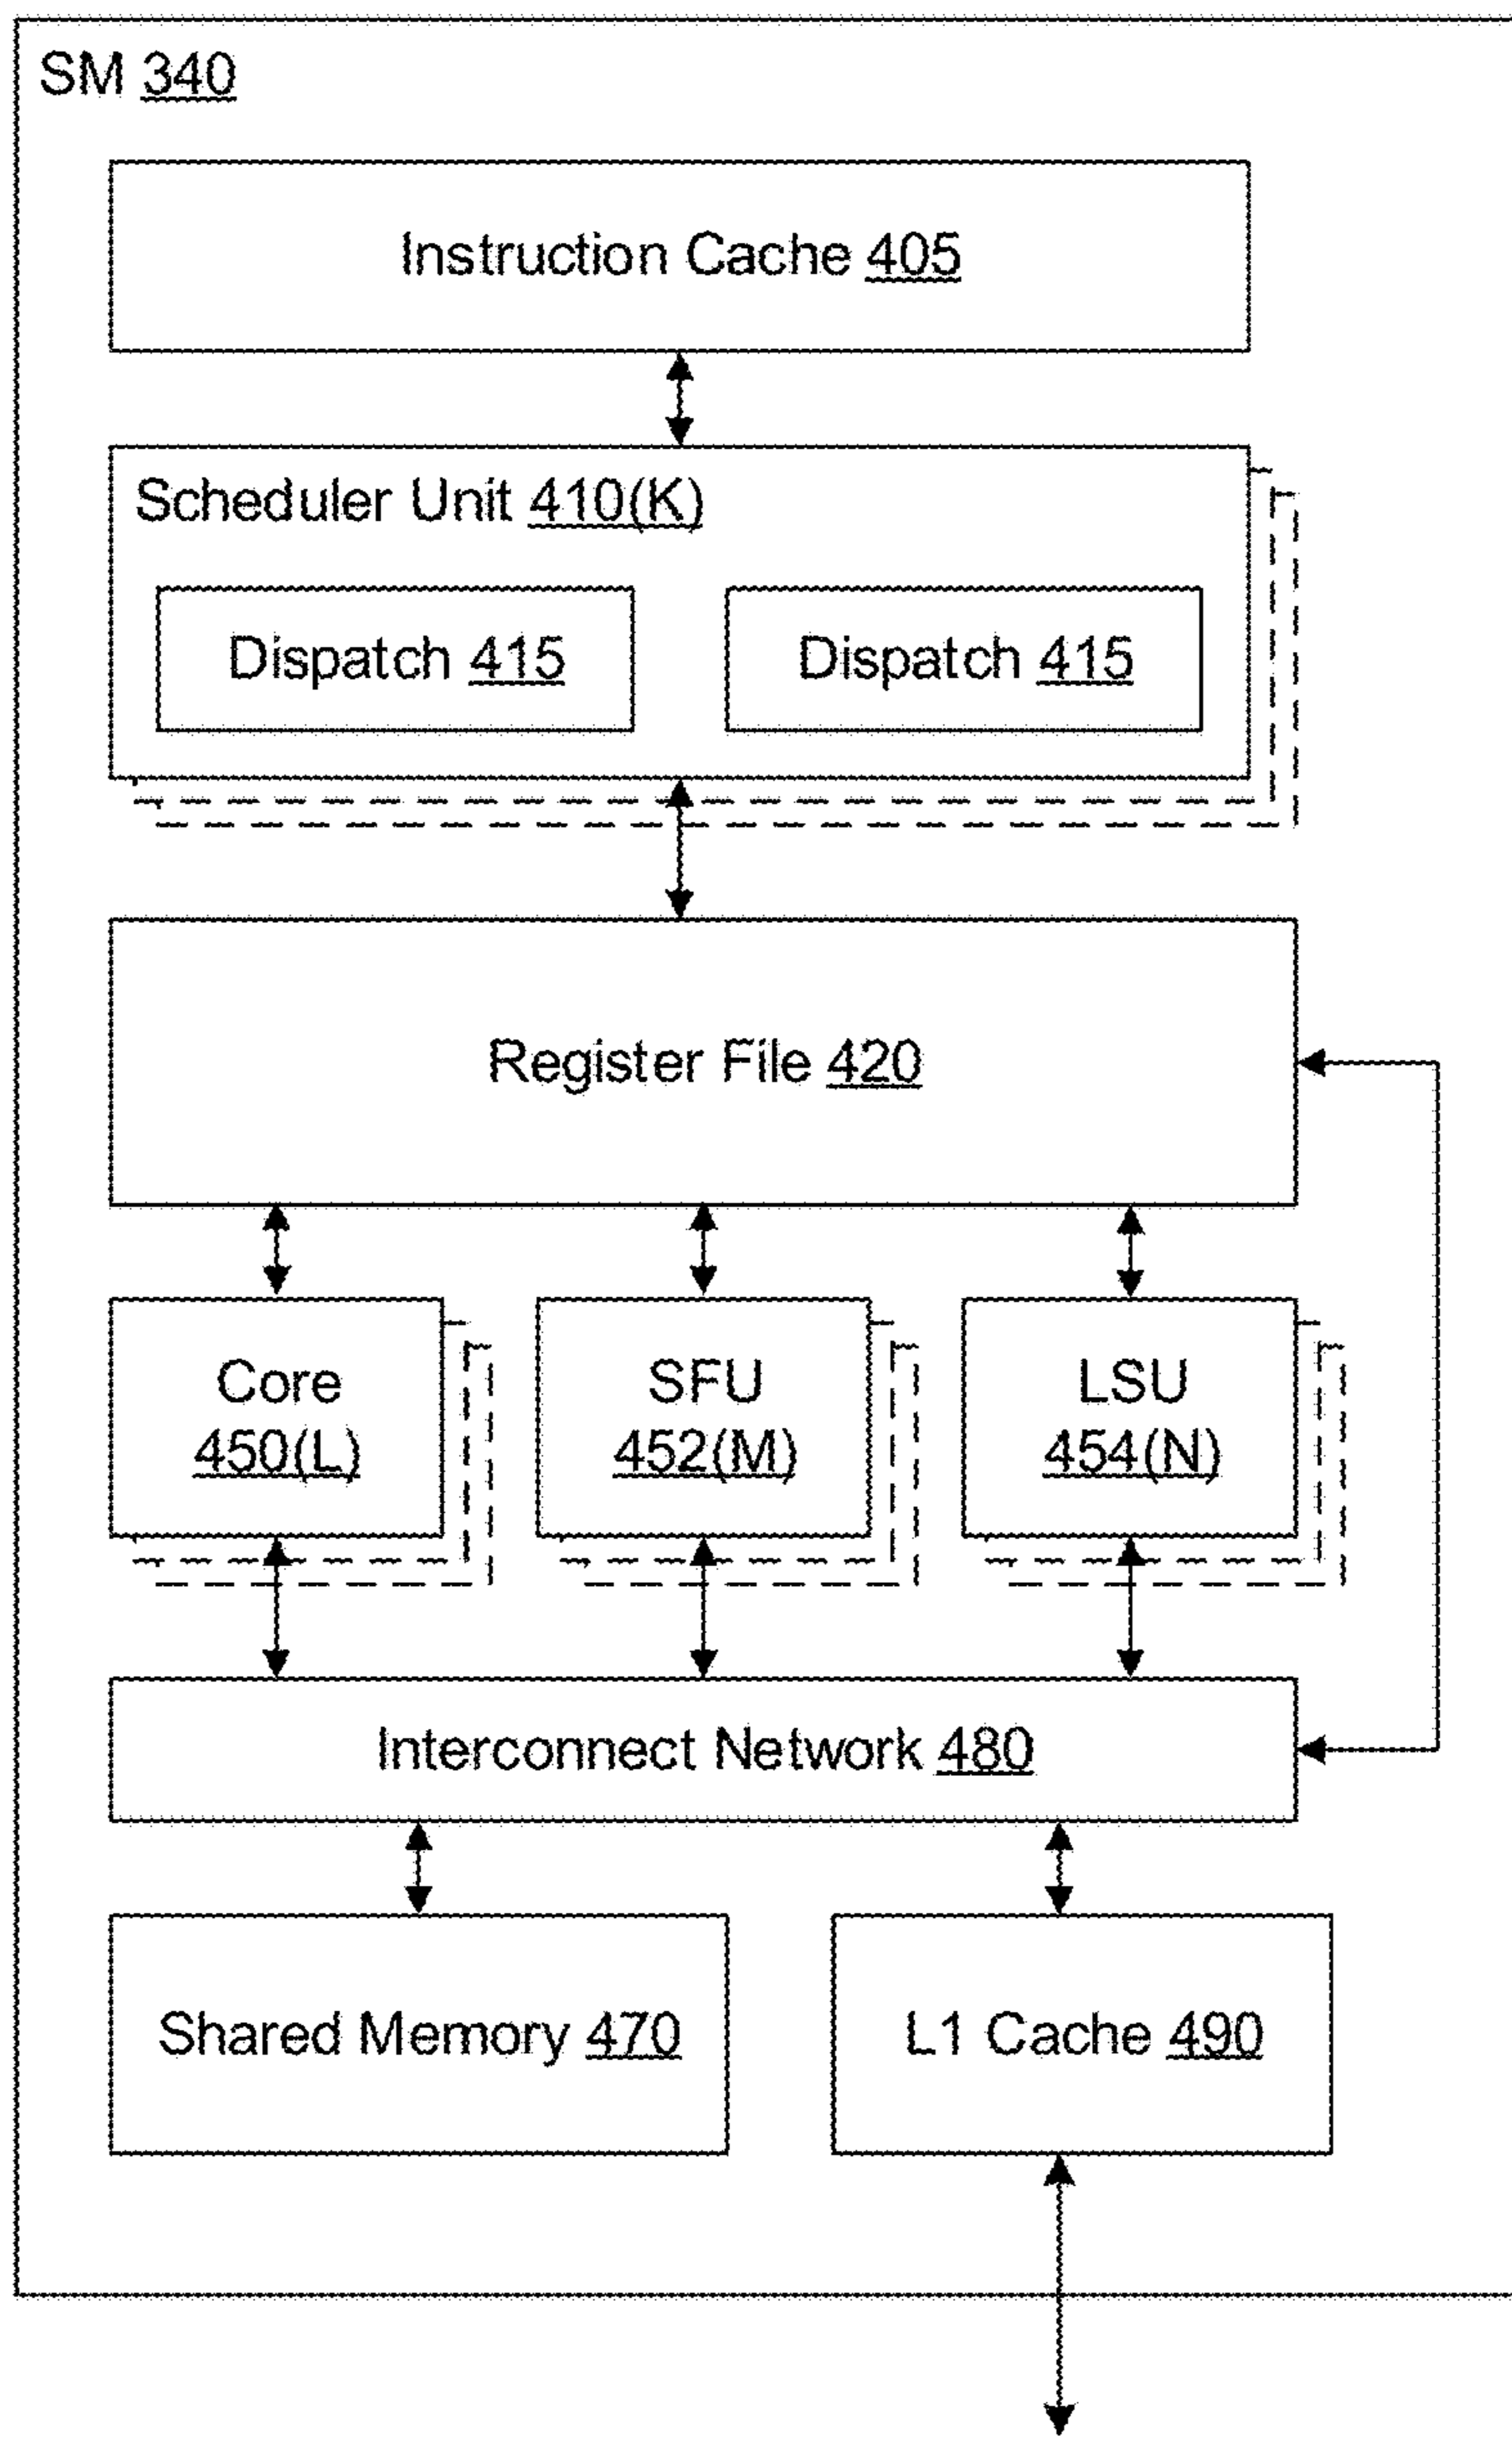 SM 340
Instruction Cache 405
Scheduler Unit 410(K)
Dispatch 415
Dispatch 415
Register File 420
Core
450(L)
SFU
452(M)
LSU
454(N)
Interconnect Network 480
Shared Memory 470
L1 Cache 490